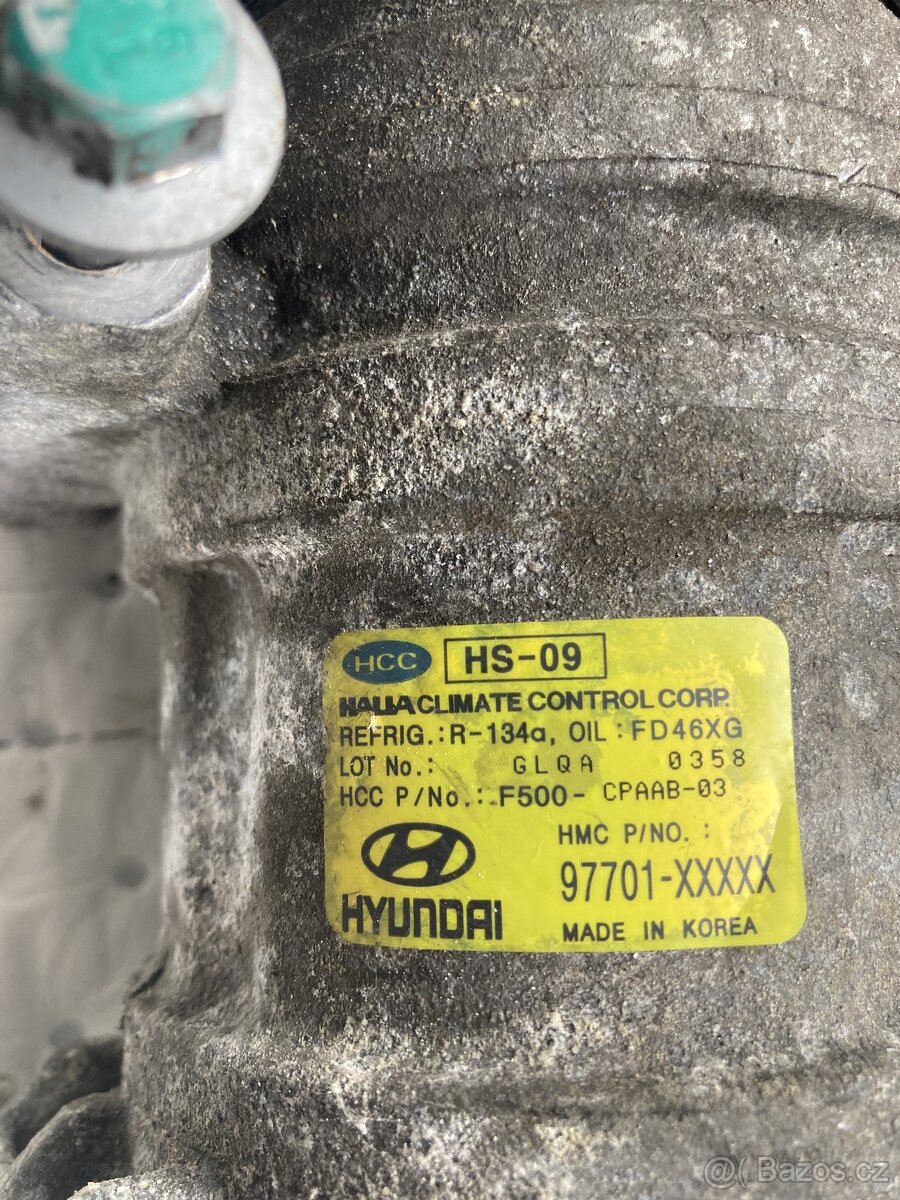 HCC HS-09
HALLA CLIMATE CONTROL CORP.
REFRIG.:R-134a, OIL:FD46XG
LOT No.: GLQA 0358
HCC P/No.: F500-CPAAB-03
HMC P/NO. :
97701-XXXXX
HYUNDAI
MADE IN KOREA
@( Bazos.cz